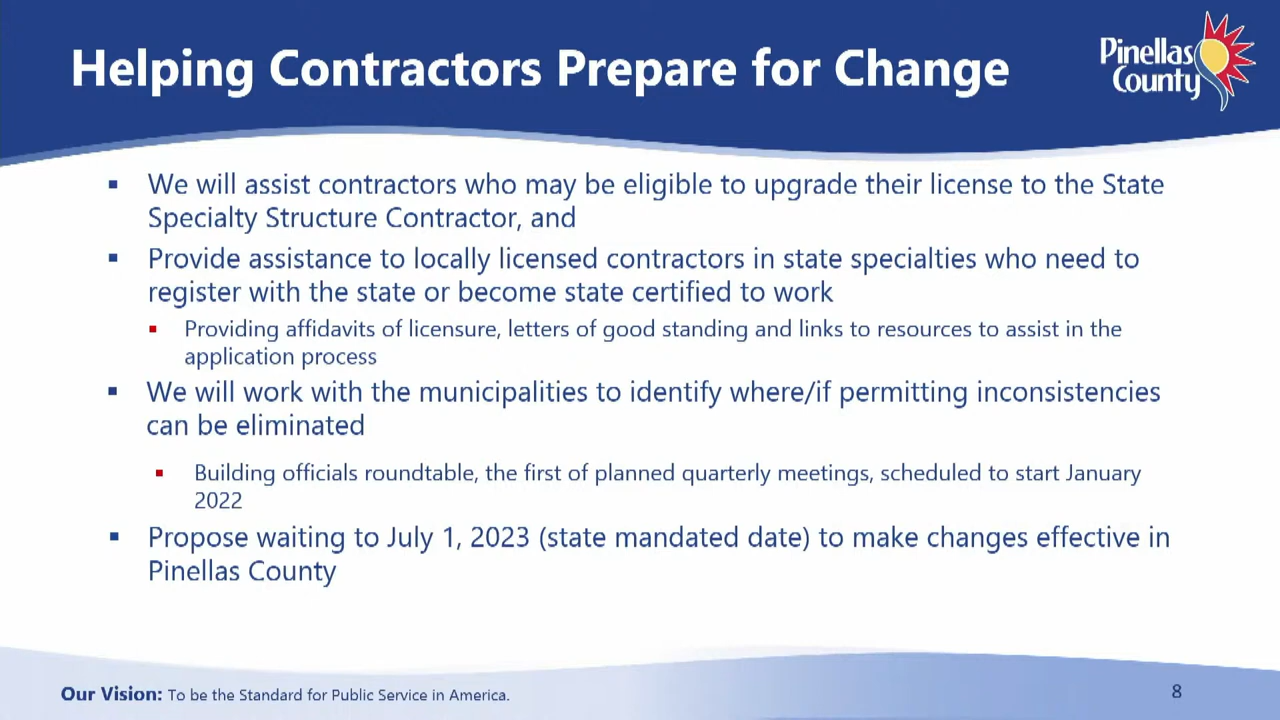 Helping Contractors Prepare for Change
Pinellas
County
▪ We will assist contractors who may be eligible to upgrade their license to the State
Specialty Structure Contractor, and
▪ Provide assistance to locally licensed contractors in state specialties who need to
register with the state or become state certified to work
▪ Providing affidavits of licensure, letters of good standing and links to resources to assist in the
application process
▪ We will work with the municipalities to identify where/if permitting inconsistencies
can be eliminated
▪ Building officials roundtable, the first of planned quarterly meetings, scheduled to start January
2022
▪ Propose waiting to July 1, 2023 (state mandated date) to make changes effective in
Pinellas County
Our Vision: To be the Standard for Public Service in America.
8